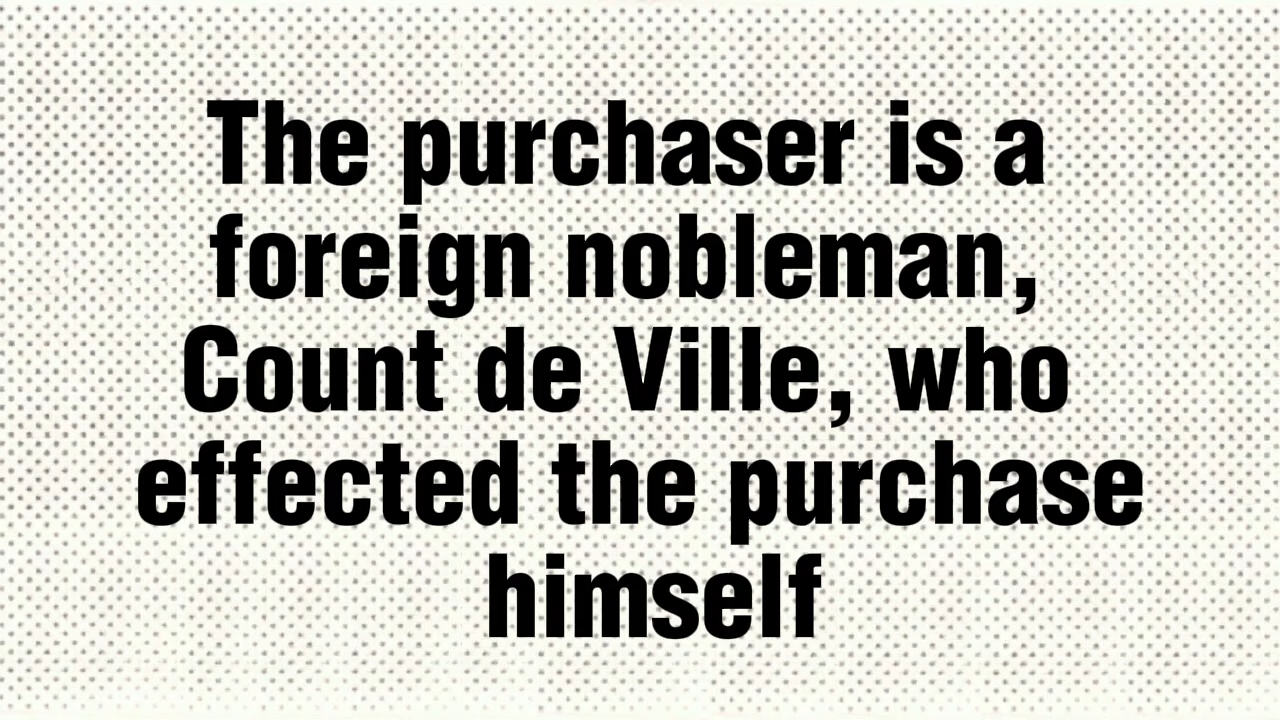 The purchaser is a
foreign nobleman,
Count de Ville, who
effected the purchase
himself